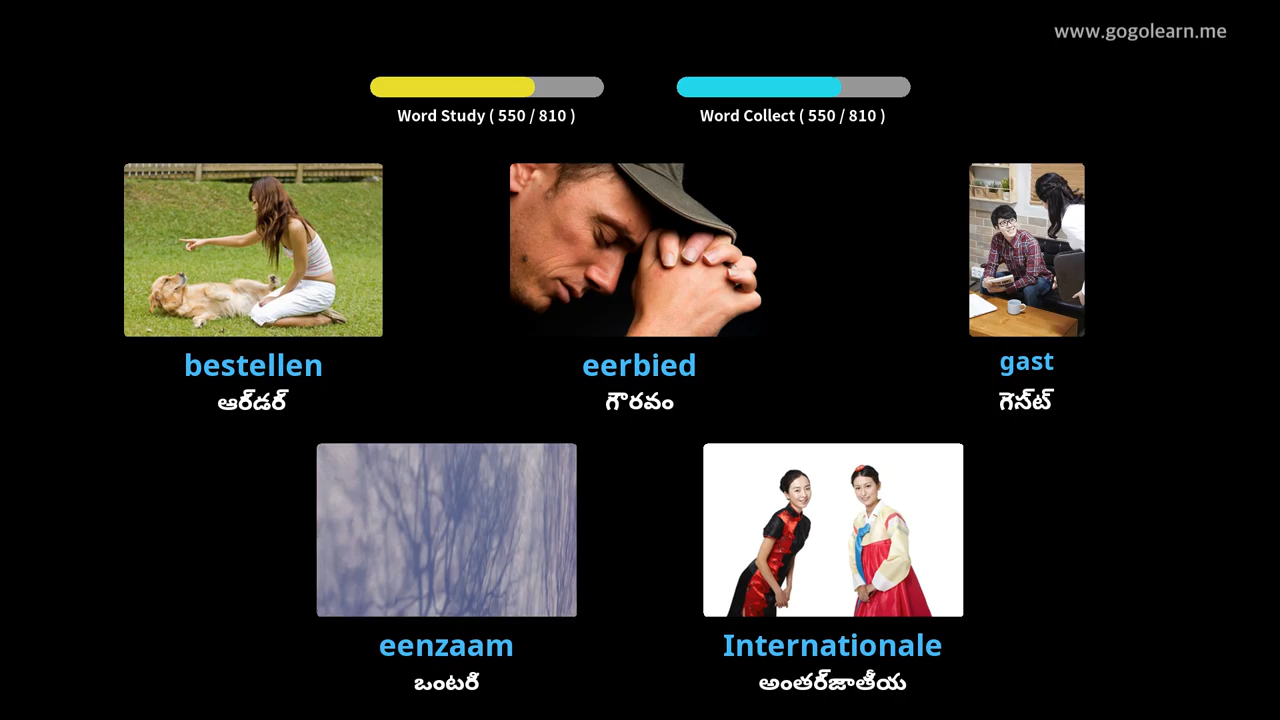 www.gogolearn.me
Word Study ( 550 / 810 )
Word Collect ( 550 / 810 )
bestellen
ఆర్‌డర్
eerbied
గౌరవం
gast
గెస్‌ట్
eenzaam
ఒంటరి
Internationale
అంతర్‌జాతీయ